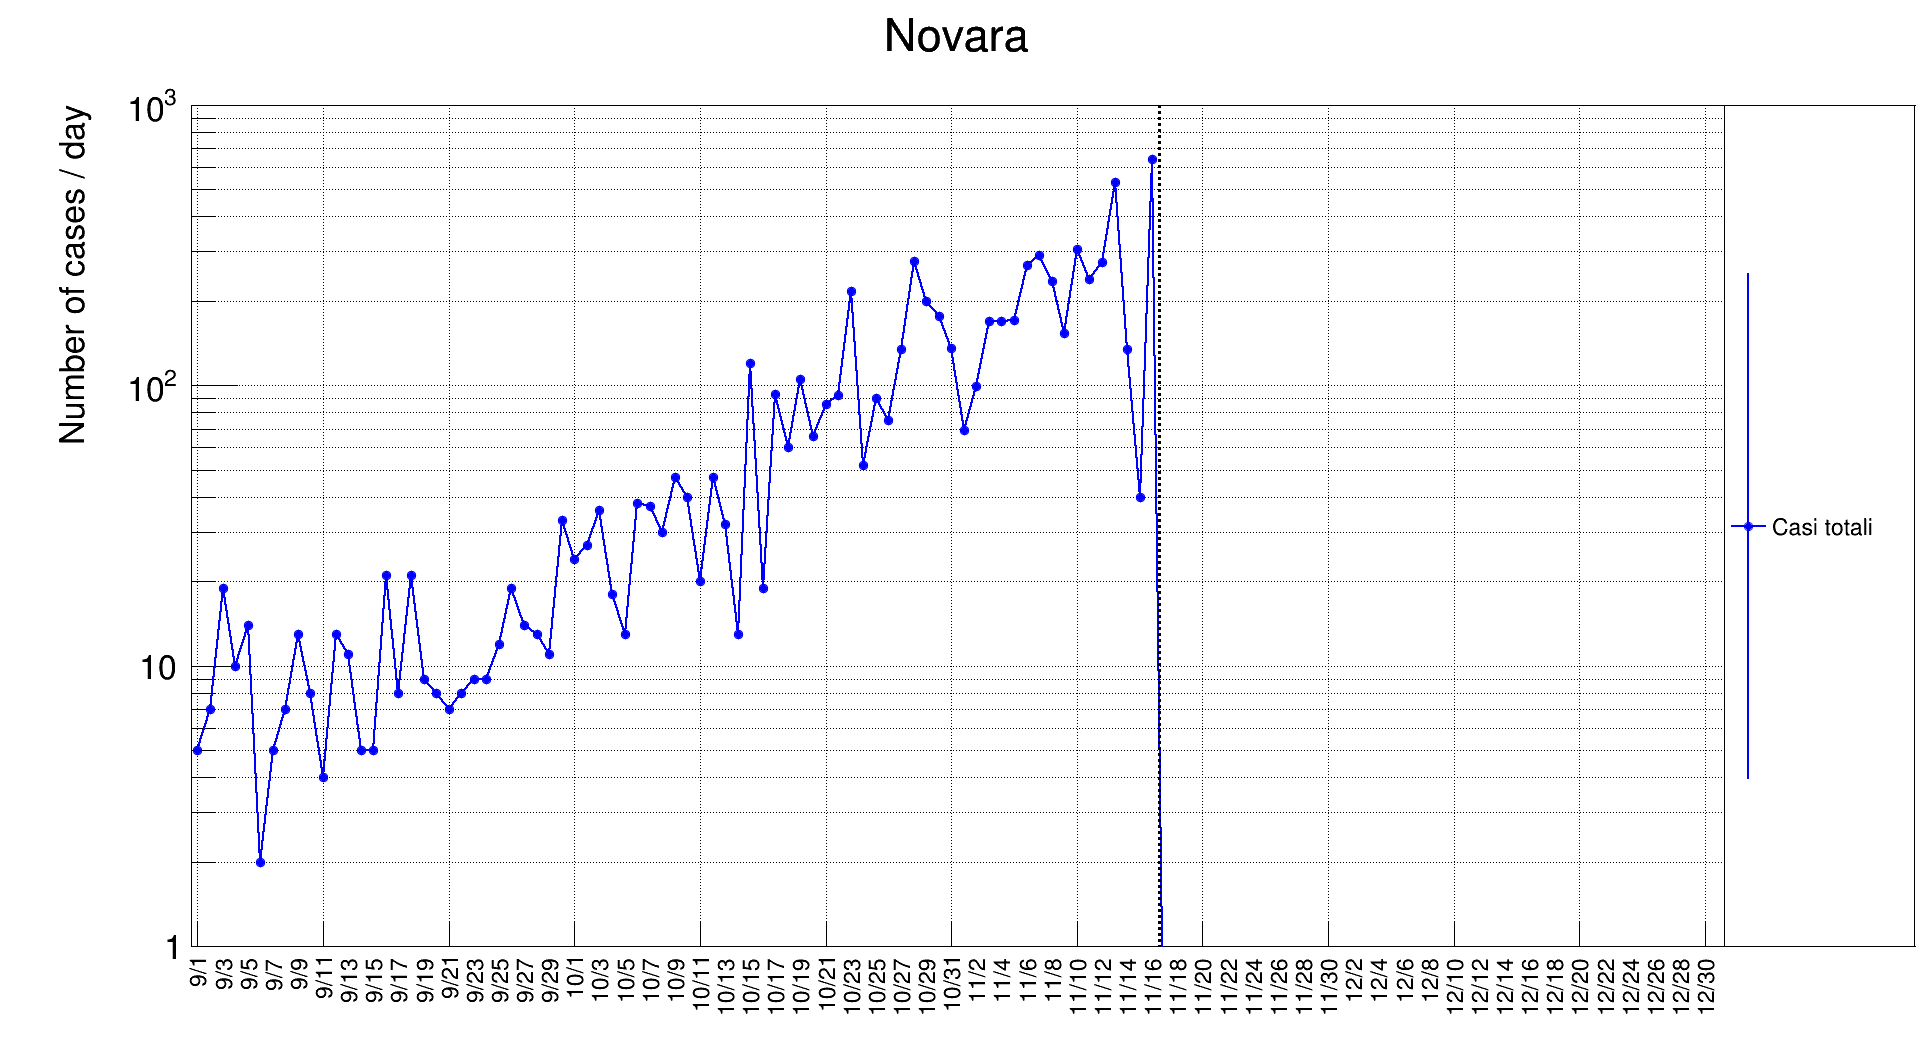 Novara
Number of cases / day
10³
10²
10
1
9/1 9/3 9/5 9/7 9/9 9/11 9/13 9/15 9/17 9/19 9/21 9/23 9/25 9/27 9/29 10/1 10/3 10/5 10/7 10/9 10/11 10/13 10/15 10/17 10/19 10/21 10/23 10/25 10/27 10/29 10/31 11/2 11/4 11/6 11/8 11/10 11/12 11/14 11/16 11/18 11/20 11/22 11/24 11/26 11/28 11/30 12/2 12/4 12/6 12/8 12/10 12/12 12/14 12/16 12/18 12/20 12/22 12/24 12/26 12/28 12/30
Casi totali